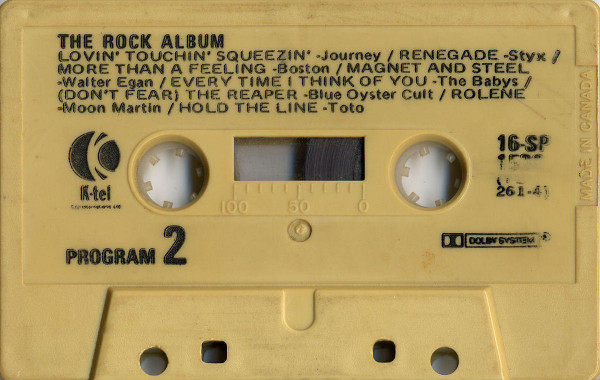 THE ROCK ALBUM
LOVIN' TOUCHIN' SQUEEZIN' -Journey / RENEGADE -Styx /
MORE THAN A FEELING -Boston / MAGNET AND STEEL
-Walter Egan / EVERY TIME I THINK OF YOU -The Babys /
(DON'T FEAR) THE REAPER -Blue Oyster Cult / ROLENE
-Moon Martin / HOLD THE LINE -Toto
K-tel
16-SP
261-4
100 50 0
PROGRAM 2
DOLBY SYSTEM
MADE IN CANADA